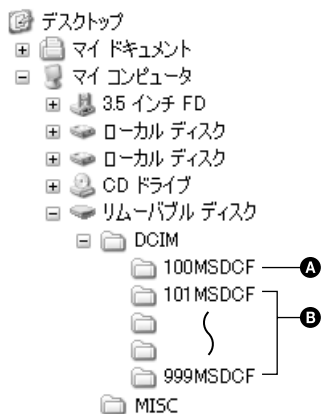 デスクトップ
マイ ドキュメント
マイ コンピュータ
3.5 インチ FD
ローカル ディスク
ローカル ディスク
CD ドライブ
リムーバブル ディスク
DCIM
100MSDCF A
101MSDCF
B
999MSDCF
MISC